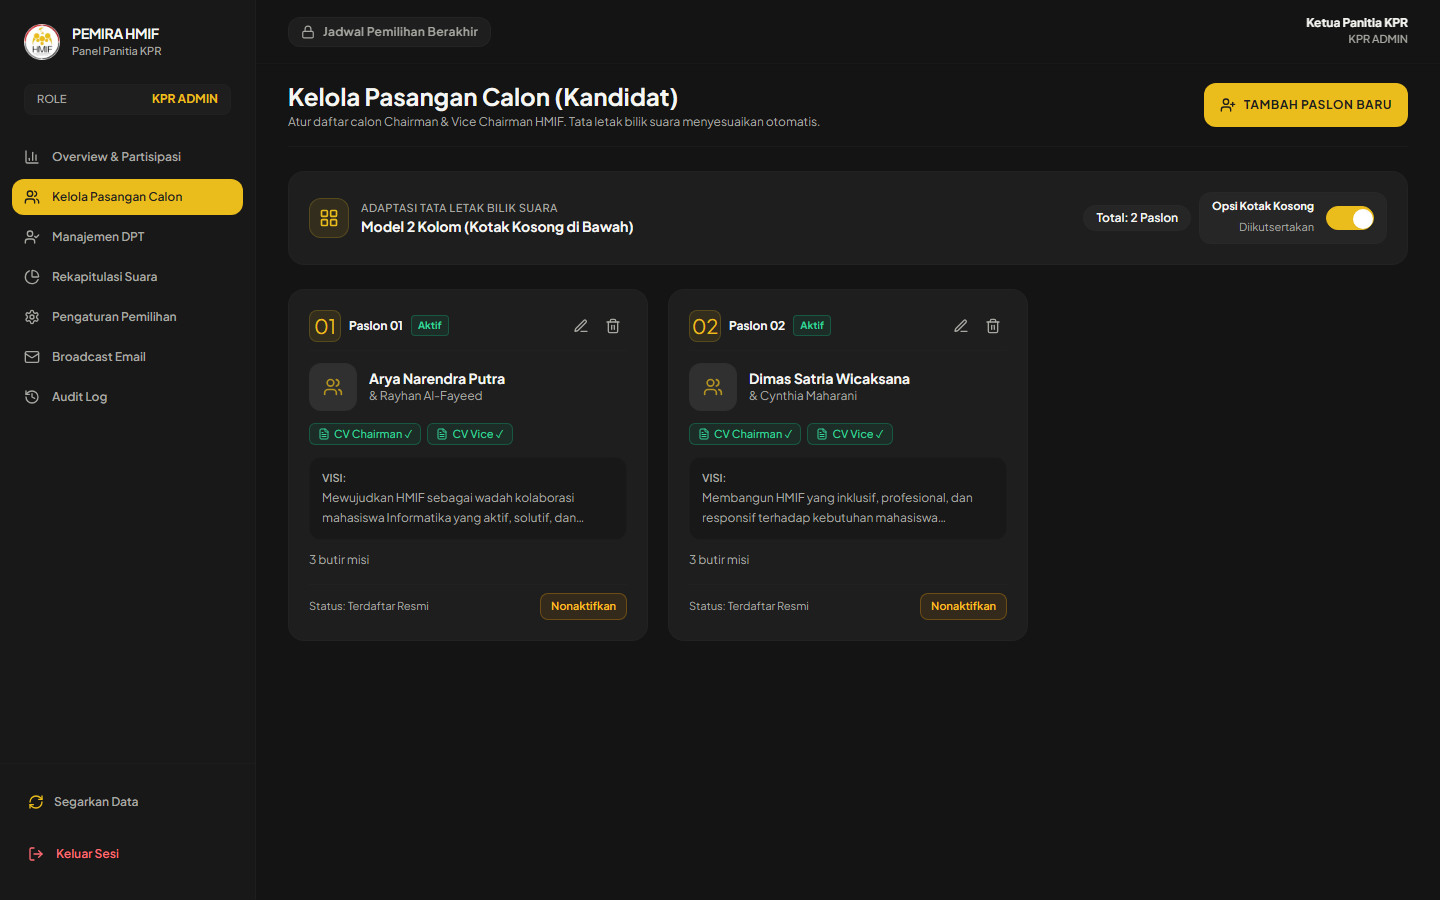 HMIF
PEMIRA HMIF
Panel Panitia KPR
ROLE
KPR ADMIN
Overview & Partisipasi
Kelola Pasangan Calon
Manajemen DPT
Rekapitulasi Suara
Pengaturan Pemilihan
Broadcast Email
Audit Log
Segarkan Data
Keluar Sesi
Jadwal Pemilihan Berakhir
Ketua Panitia KPR
KPR ADMIN
Kelola Pasangan Calon (Kandidat)
Atur daftar calon Chairman & Vice Chairman HMIF. Tata letak bilik suara menyesuaikan otomatis.
TAMBAH PASLON BARU
ADAPTASI TATA LETAK BILIK SUARA
Model 2 Kolom (Kotak Kosong di Bawah)
Total: 2 Paslon
Opsi Kotak Kosong
Diikutsertakan
01 Paslon 01 Aktif
Arya Narendra Putra
& Rayhan Al-Fayeed
CV Chairman ✓ CV Vice ✓
VISI:
Mewujudkan HMIF sebagai wadah kolaborasi
mahasiswa Informatika yang aktif, solutif, dan...
3 butir misi
Status: Terdaftar Resmi
Nonaktifkan
02 Paslon 02 Aktif
Dimas Satria Wicaksana
& Cynthia Maharani
CV Chairman ✓ CV Vice ✓
VISI:
Membangun HMIF yang inklusif, profesional, dan
responsif terhadap kebutuhan mahasiswa...
3 butir misi
Status: Terdaftar Resmi
Nonaktifkan